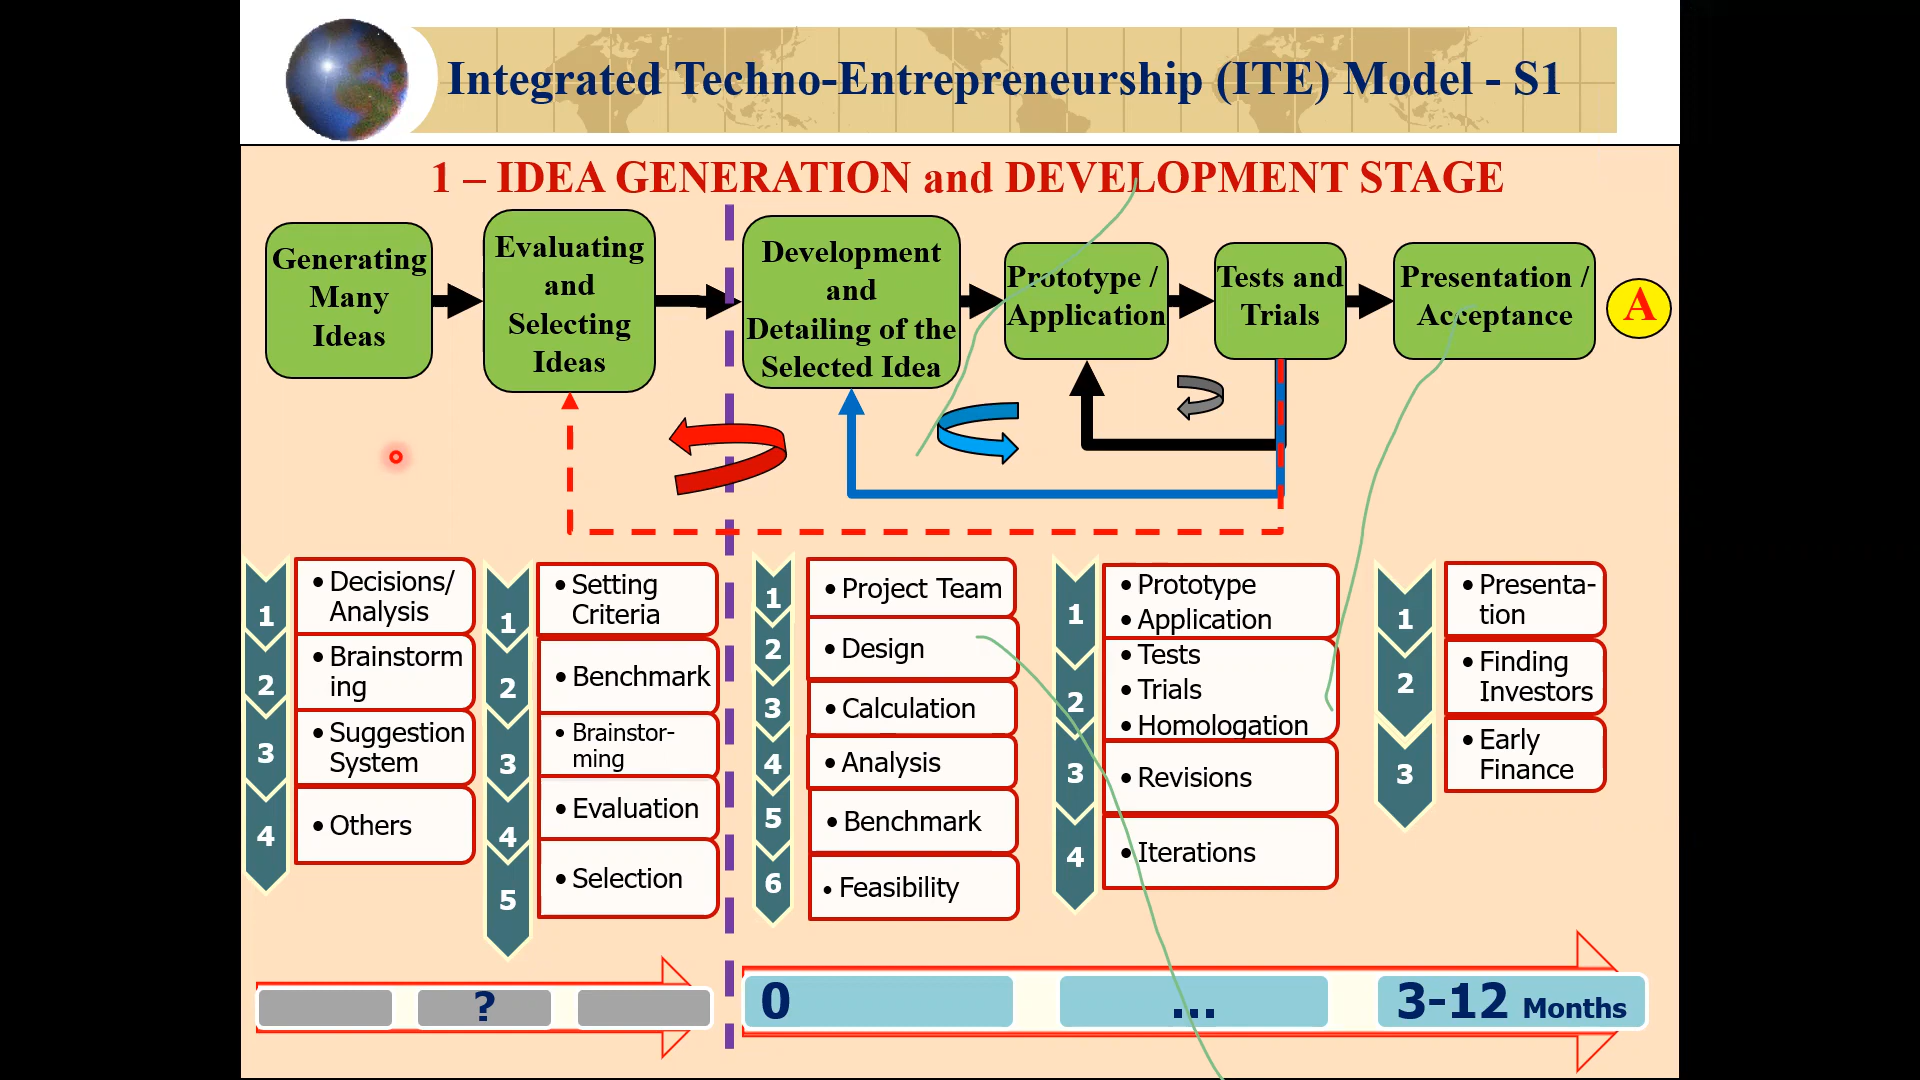 Integrated Techno-Entrepreneurship (ITE) Model - S1
1 – IDEA GENERATION and DEVELOPMENT STAGE
Generating
Many
Ideas
Evaluating
and
Selecting
Ideas
Development
and
Detailing of the
Selected Idea
Prototype /
Application
Tests and
Trials
Presentation /
Acceptance
A
1
• Decisions/
Analysis
2
• Brainstorm
ing
3
• Suggestion
System
4
• Others
1
• Setting
Criteria
2
• Benchmark
3
• Brainstor-
ming
4
• Evaluation
5
• Selection
1
• Project Team
2
• Design
3
• Calculation
4
• Analysis
5
• Benchmark
6
• Feasibility
1
• Prototype
• Application
2
• Tests
• Trials
• Homologation
3
• Revisions
4
• Iterations
1
• Presenta-
tion
2
• Finding
Investors
3
• Early
Finance
?
0
...
3-12 Months